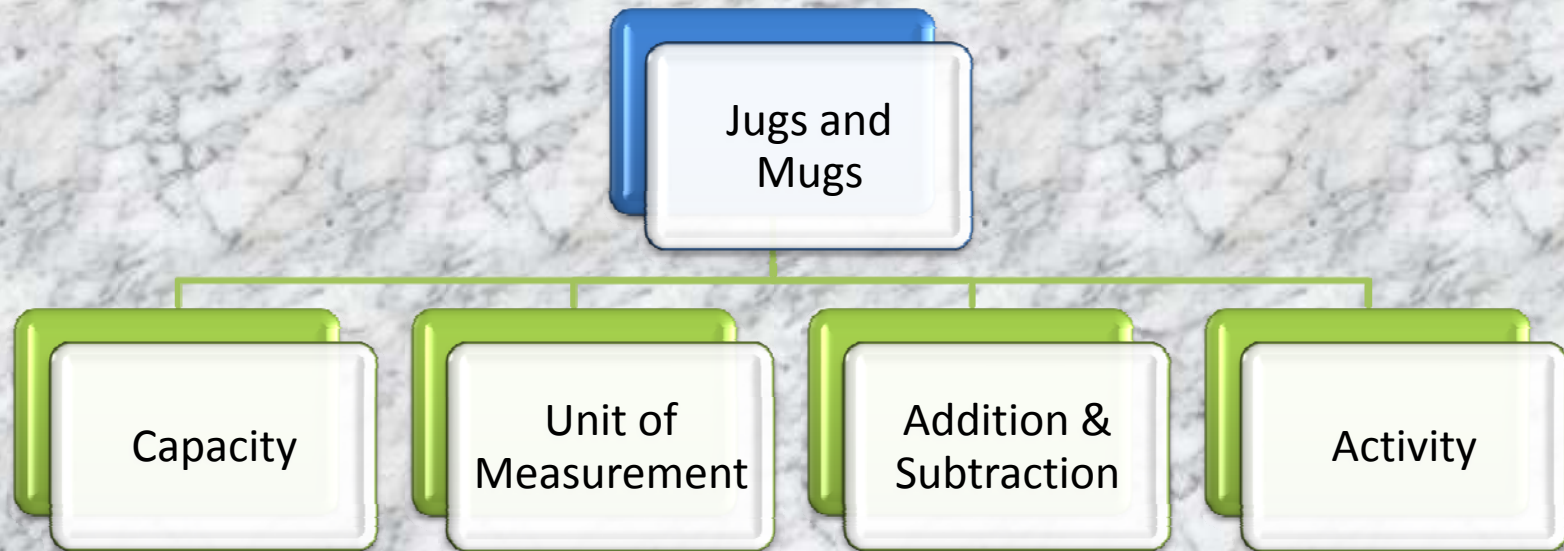 Jugs and
Mugs
Capacity
Unit of
Measurement
Addition &
Subtraction
Activity